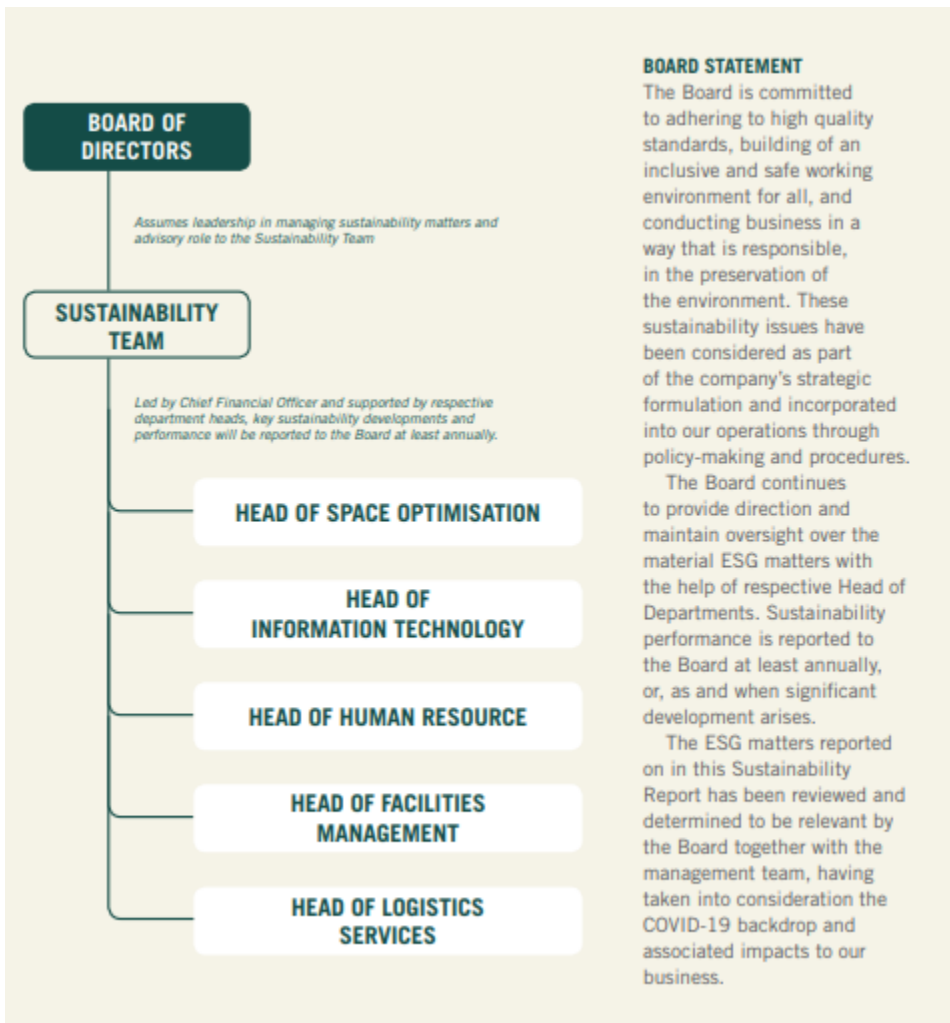 BOARD OF
DIRECTORS
Assumes leadership in managing sustainability matters and
advisory role to the Sustainability Team
SUSTAINABILITY
TEAM
Led by Chief Financial Officer and supported by respective
department heads, key sustainability developments and
performance will be reported to the Board at least annually.
HEAD OF SPACE OPTIMISATION
HEAD OF
INFORMATION TECHNOLOGY
HEAD OF HUMAN RESOURCE
HEAD OF FACILITIES
MANAGEMENT
HEAD OF LOGISTICS
SERVICES
BOARD STATEMENT
The Board is committed
to adhering to high quality
standards, building of an
inclusive and safe working
environment for all, and
conducting business in a
way that is responsible,
in the preservation of
the environment. These
sustainability issues have
been considered as part
of the company's strategic
formulation and incorporated
into our operations through
policy-making and procedures.
The Board continues
to provide direction and
maintain oversight over the
material ESG matters with
the help of respective Head of
Departments. Sustainability
performance is reported to
the Board at least annually,
or, as and when significant
development arises.
The ESG matters reported
on in this Sustainability
Report has been reviewed and
determined to be relevant by
the Board together with the
management team, having
taken into consideration the
COVID-19 backdrop and
associated impacts to our
business.